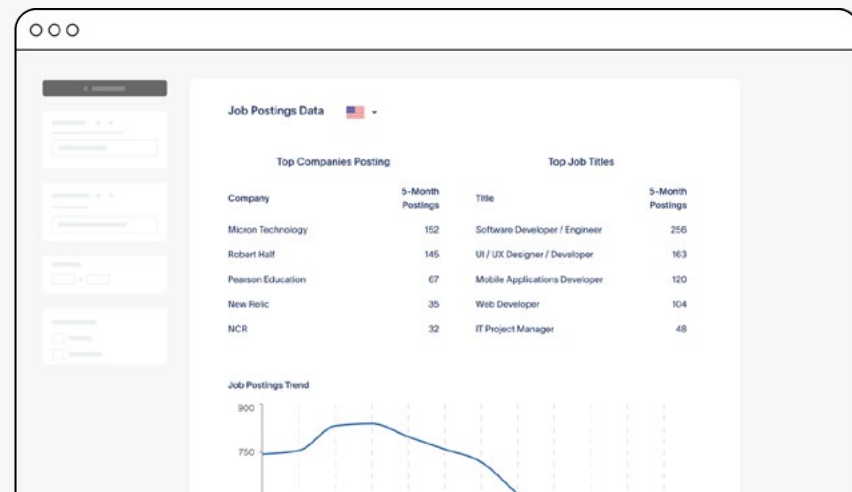 Job Postings Data
Top Companies Posting
Company 5-Month Postings
Micron Technology 152
Robert Half 145
Pearson Education 67
New Relic 35
NCR 32
Top Job Titles
Title 5-Month Postings
Software Developer / Engineer 256
UI / UX Designer / Developer 163
Mobile Applications Developer 120
Web Developer 104
IT Project Manager 48
Job Postings Trend
900
750